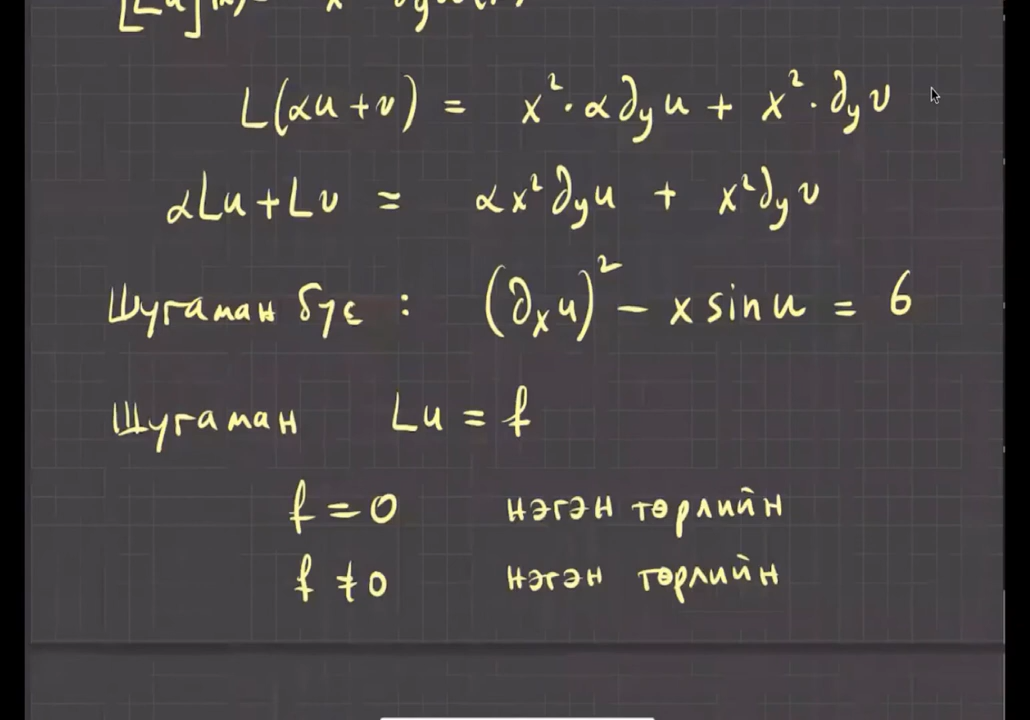 L(αu + v) = x²·α∂yu + x²·∂yv
αLu + Lv = αx²∂yu + x²∂yv
Шугаман бус : (∂xu)² − x sin u = 6
Шугаман Lu = f
f = 0 нэгэн төрлийн
f ≠ 0 нэгэн төрлийн